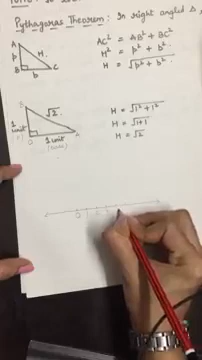 Pythagoras Theorem: In right angled Δ,
A
P
H
B
b
C
AC² = AB² + BC²
H² = p² + b²
H = √p² + b²
B
1 unit
√2
O
1 unit
A
H = √1² + 1²
H = √1+1
H = √2